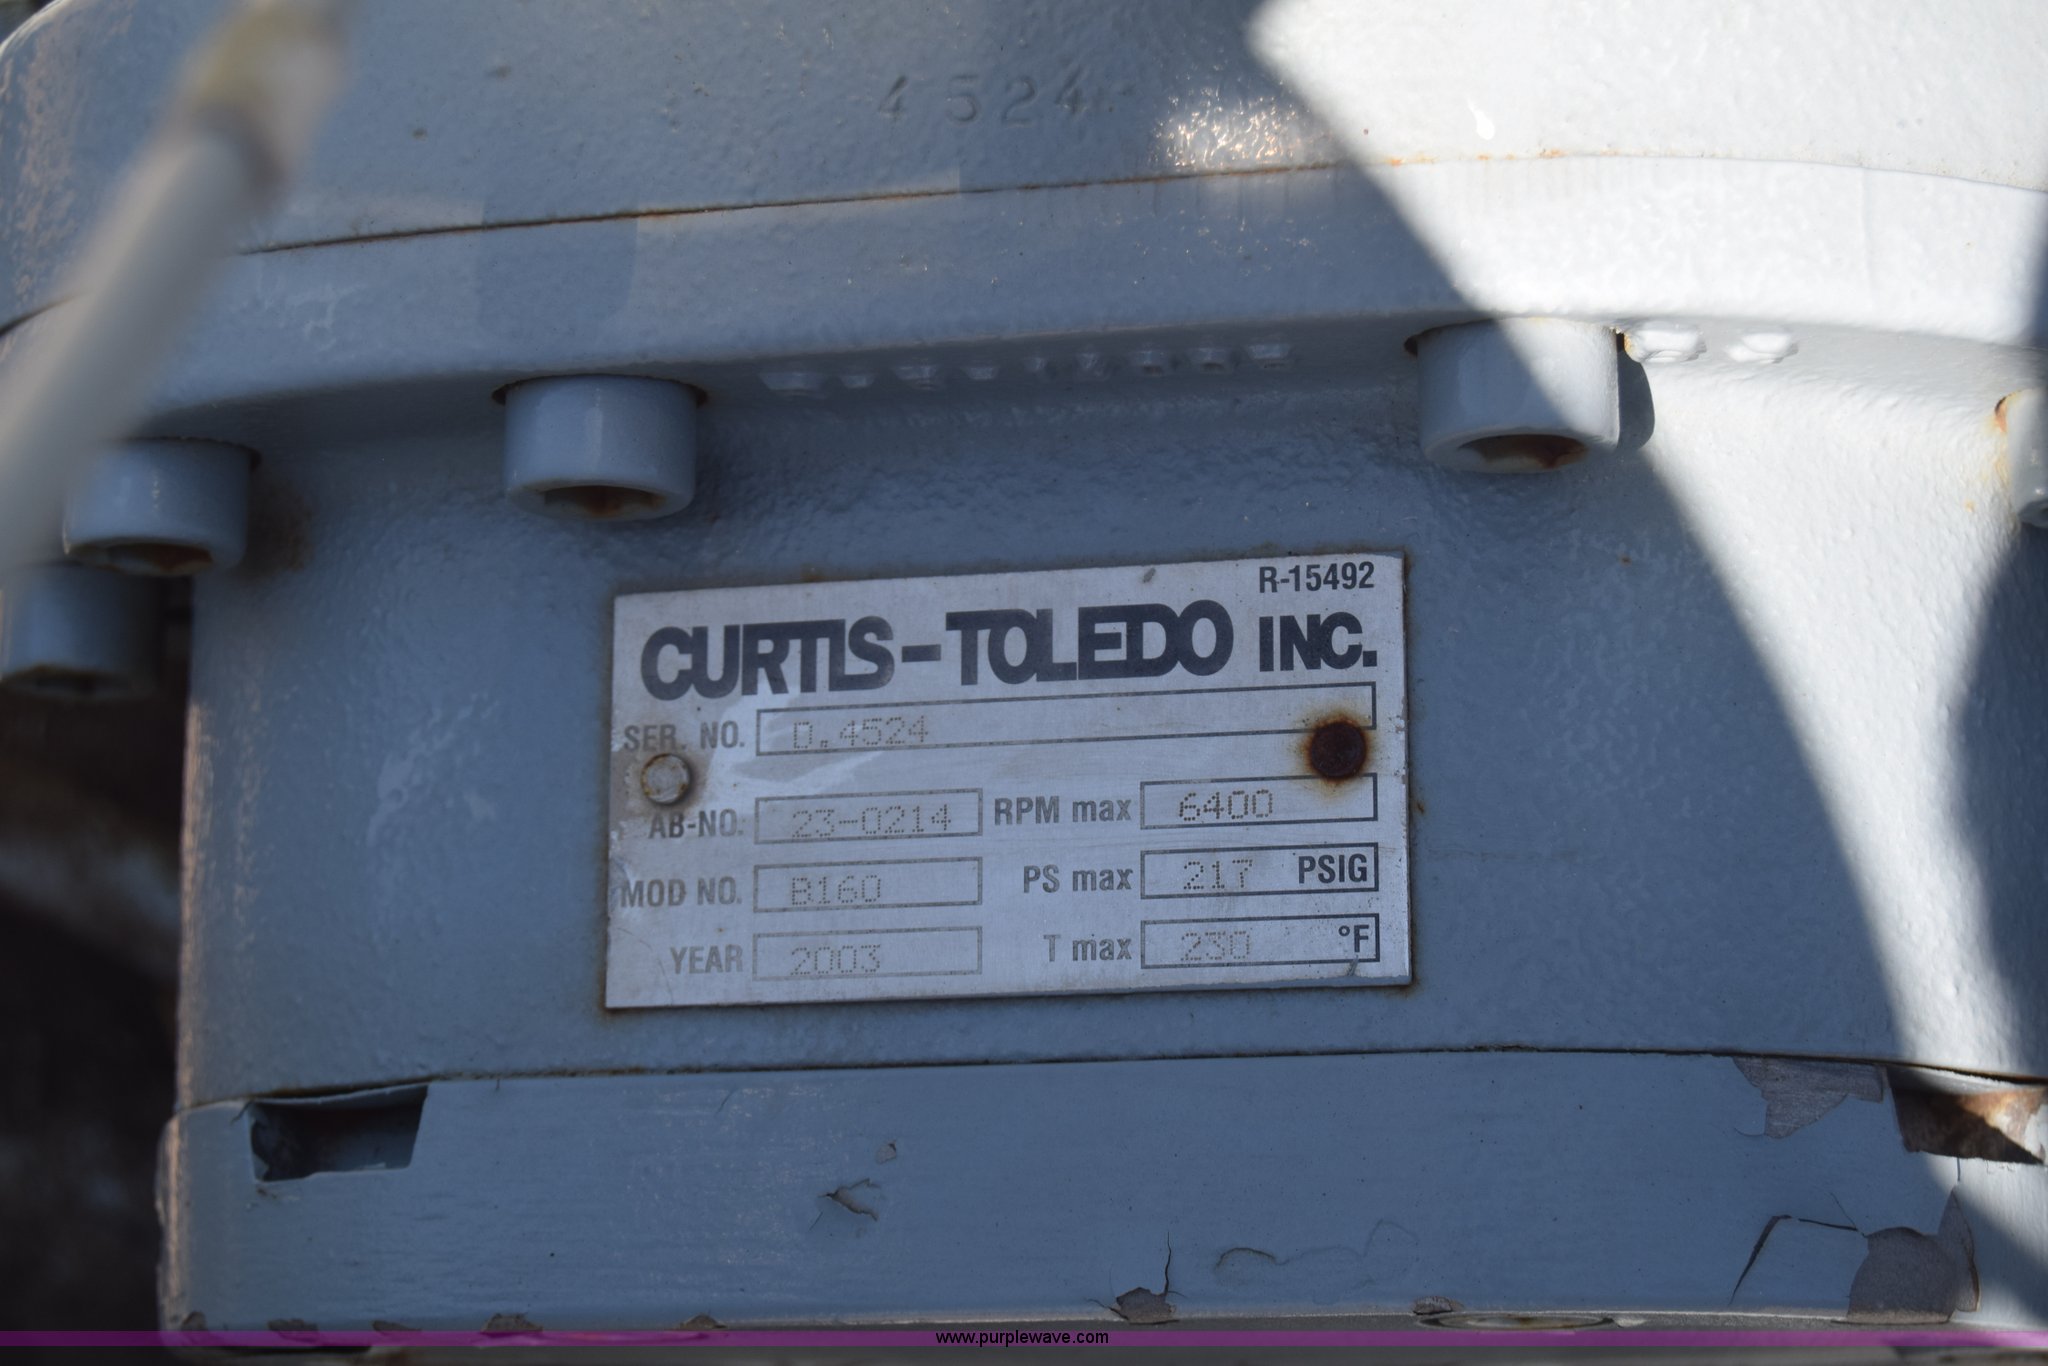 4524
R-15492
CURTIS-TOLEDO INC.
SER. NO. D.4524
AB-NO. 23-0214 RPM max 6400
MOD NO. B160 PS max 217 PSIG
YEAR 2003 T max 230 °F
www.purplewave.com